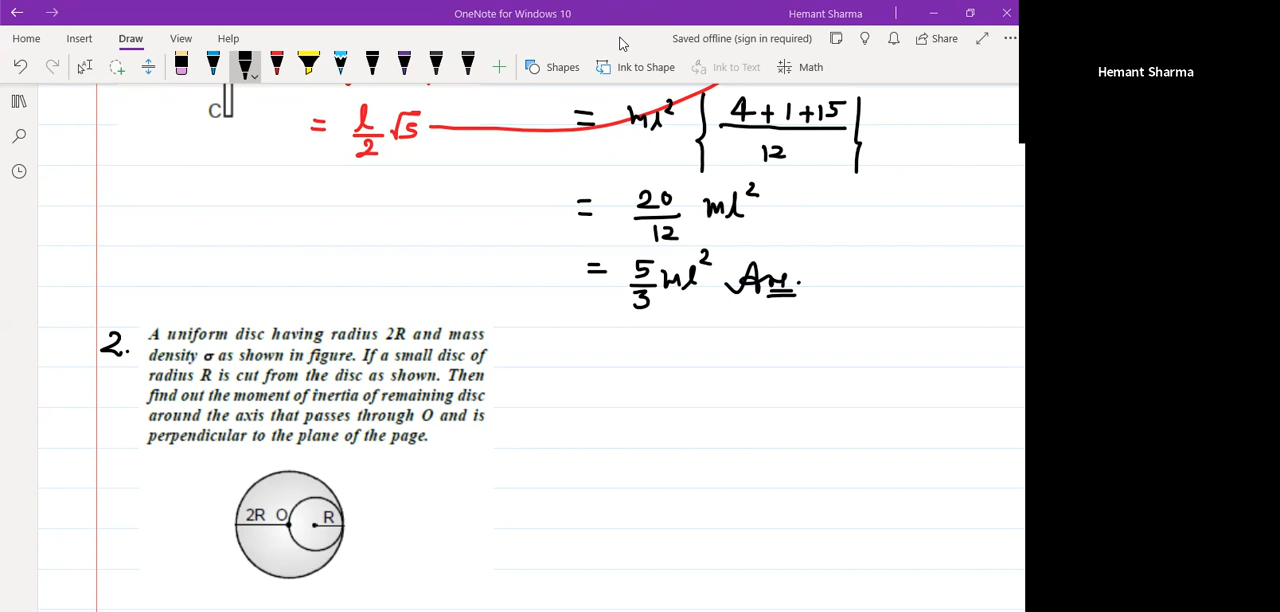 OneNote for Windows 10
Hemant Sharma
Home Insert Draw View Help
Saved offline (sign in required)
Share
Shapes
Ink to Shape
Ink to Text
Math
Hemant Sharma
C
= l/2 √5
= ml² { (4+1+15)/12 }
= 20/12 ml²
= 5/3 ml² Ans.
2.
A uniform disc having radius 2R and mass
density σ as shown in figure. If a small disc of
radius R is cut from the disc as shown. Then
find out the moment of inertia of remaining disc
around the axis that passes through O and is
perpendicular to the plane of the page.
2R O R